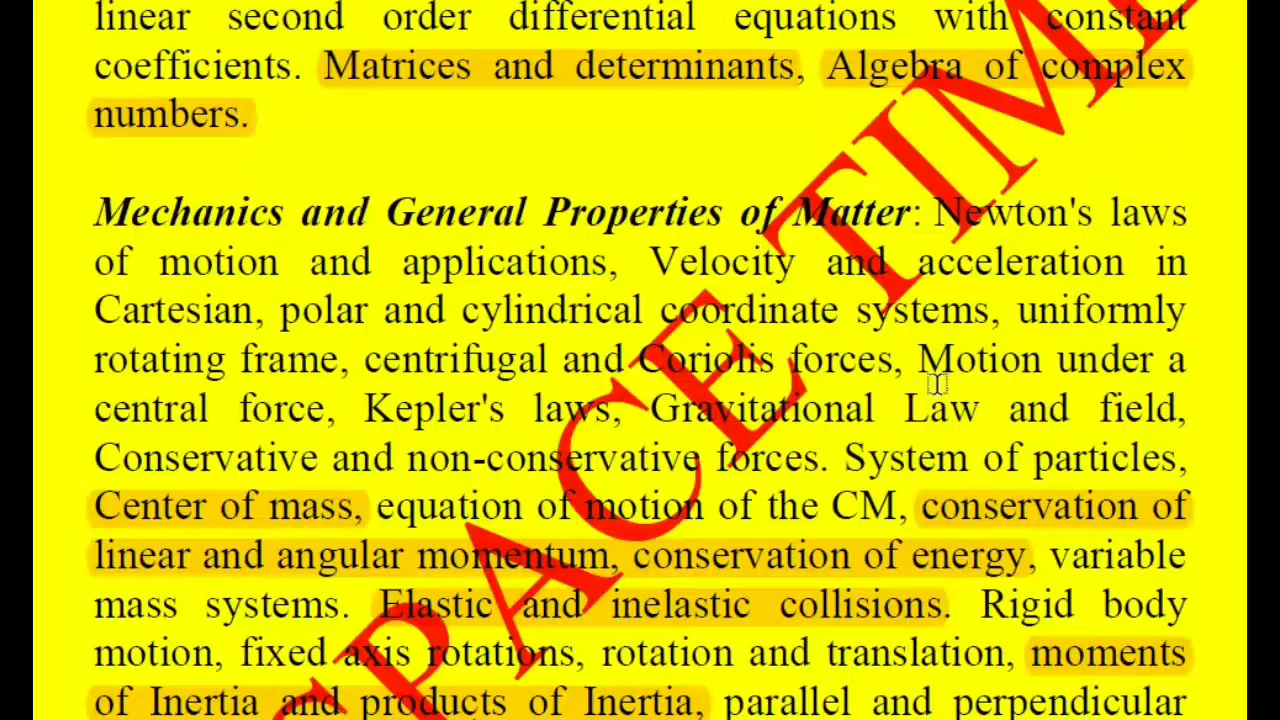 linear second order differential equations with constant
coefficients. Matrices and determinants, Algebra of complex
numbers.
Mechanics and General Properties of Matter: Newton's laws
of motion and applications, Velocity and acceleration in
Cartesian, polar and cylindrical coordinate systems, uniformly
rotating frame, centrifugal and Coriolis forces, Motion under a
central force, Kepler's laws, Gravitational Law and field,
Conservative and non-conservative forces. System of particles,
Center of mass, equation of motion of the CM, conservation of
linear and angular momentum, conservation of energy, variable
mass systems. Elastic and inelastic collisions. Rigid body
motion, fixed axis rotations, rotation and translation, moments
of Inertia and products of Inertia, parallel and perpendicular
SPACE TIM